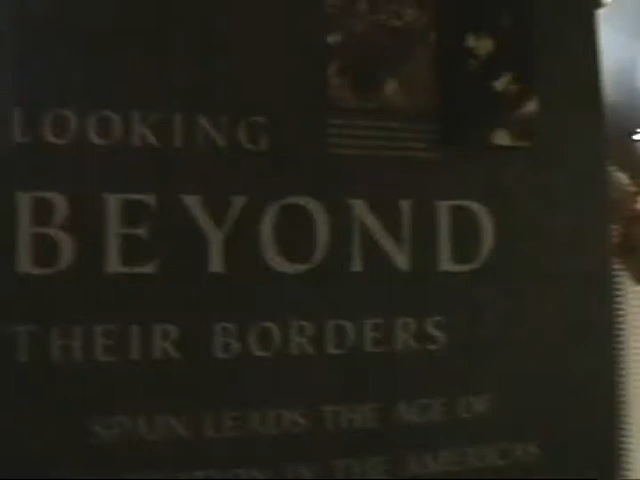 LOOKING
BEYOND
THEIR BORDERS
SPAIN LEADS THE AGE OF
IN THE AMERICAS